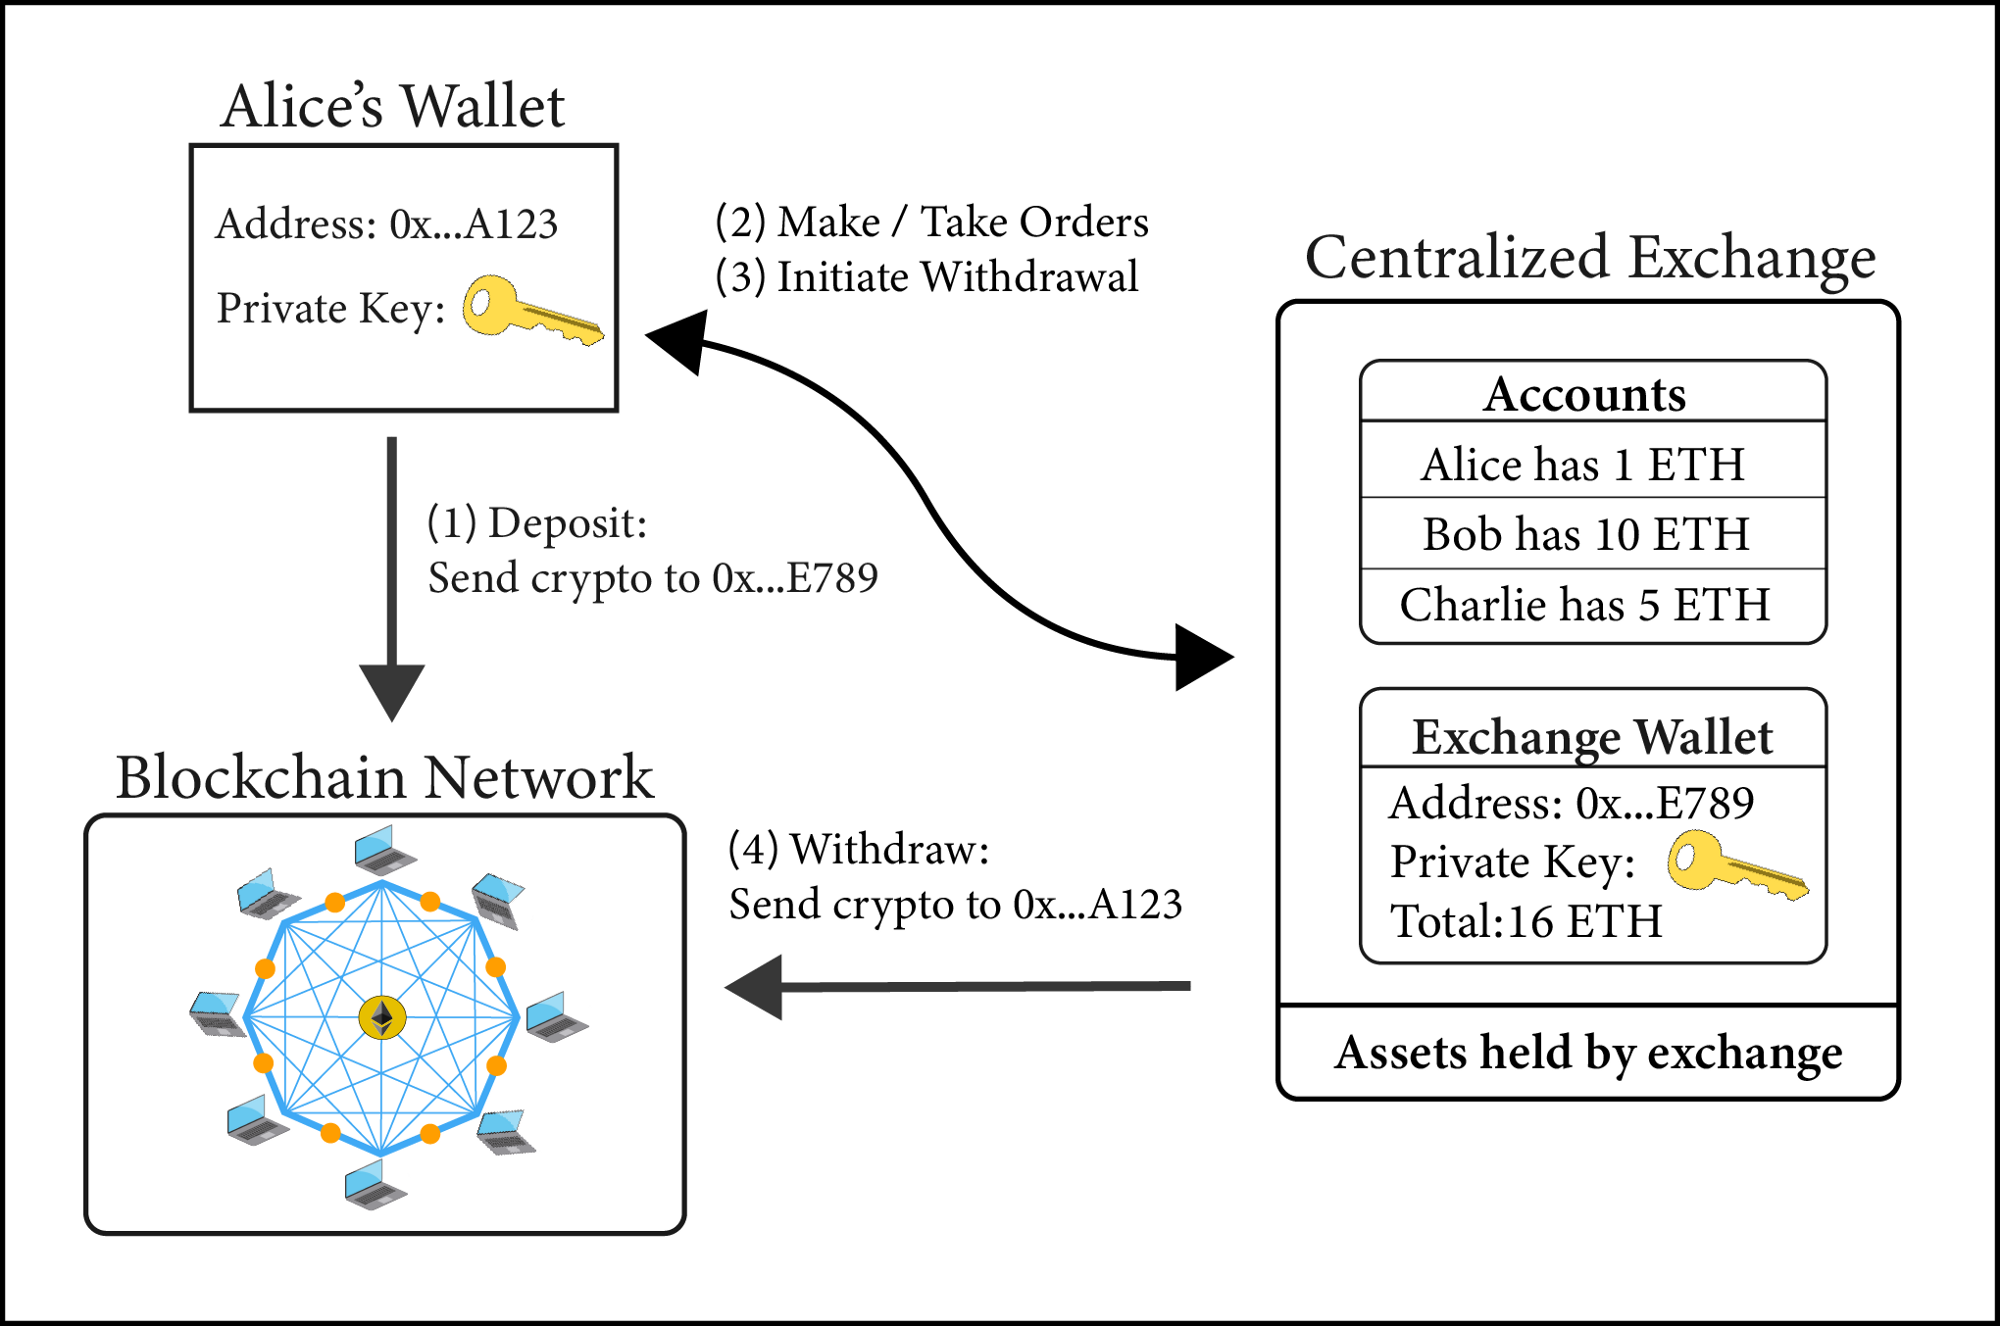 Alice’s Wallet
Address: 0x...A123
Private Key:
(2) Make / Take Orders
(3) Initiate Withdrawal
(1) Deposit:
Send crypto to 0x...E789
Blockchain Network
(4) Withdraw:
Send crypto to 0x...A123
Centralized Exchange
Accounts
Alice has 1 ETH
Bob has 10 ETH
Charlie has 5 ETH
Exchange Wallet
Address: 0x...E789
Private Key:
Total:16 ETH
Assets held by exchange